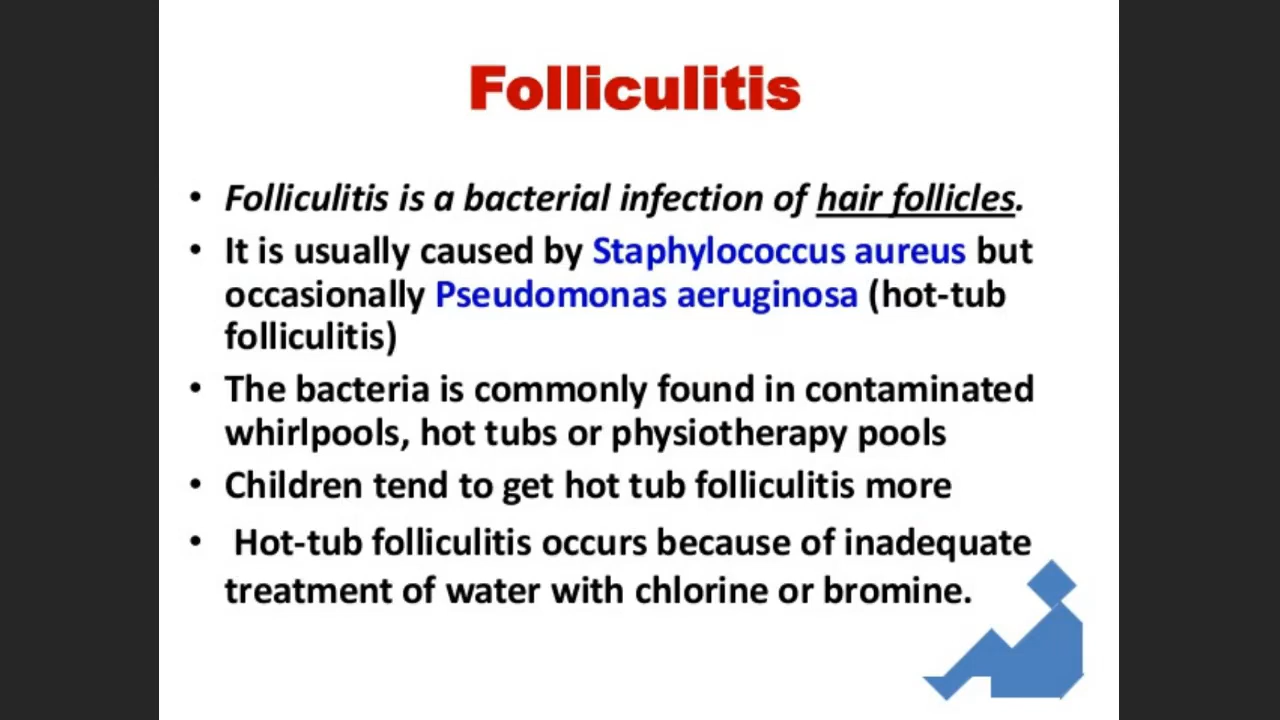 Folliculitis
• Folliculitis is a bacterial infection of hair follicles.
• It is usually caused by Staphylococcus aureus but
occasionally Pseudomonas aeruginosa (hot-tub
folliculitis)
• The bacteria is commonly found in contaminated
whirlpools, hot tubs or physiotherapy pools
• Children tend to get hot tub folliculitis more
• Hot-tub folliculitis occurs because of inadequate
treatment of water with chlorine or bromine.